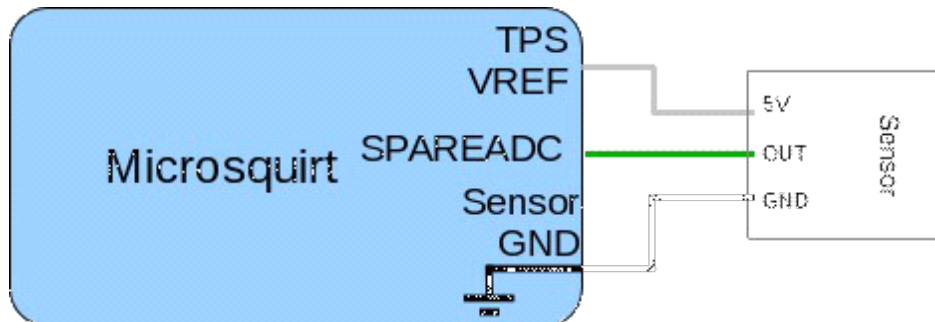 TPS
VREF
Microsquirt
SPAREADC
Sensor
GND
5V
OUT
GND
Sensor